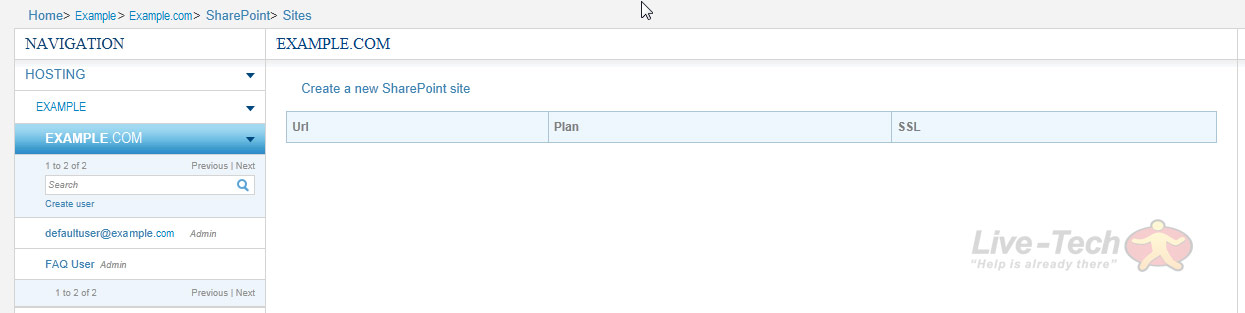 Home> Example> Example.com> SharePoint> Sites
NAVIGATION
HOSTING
EXAMPLE
EXAMPLE.COM
1 to 2 of 2 Previous | Next
Search
Create user
defaultuser@example.com Admin
FAQ User Admin
1 to 2 of 2 Previous | Next
EXAMPLE.COM
Create a new SharePoint site
Url Plan SSL
Live-Tech
"Help is already there"